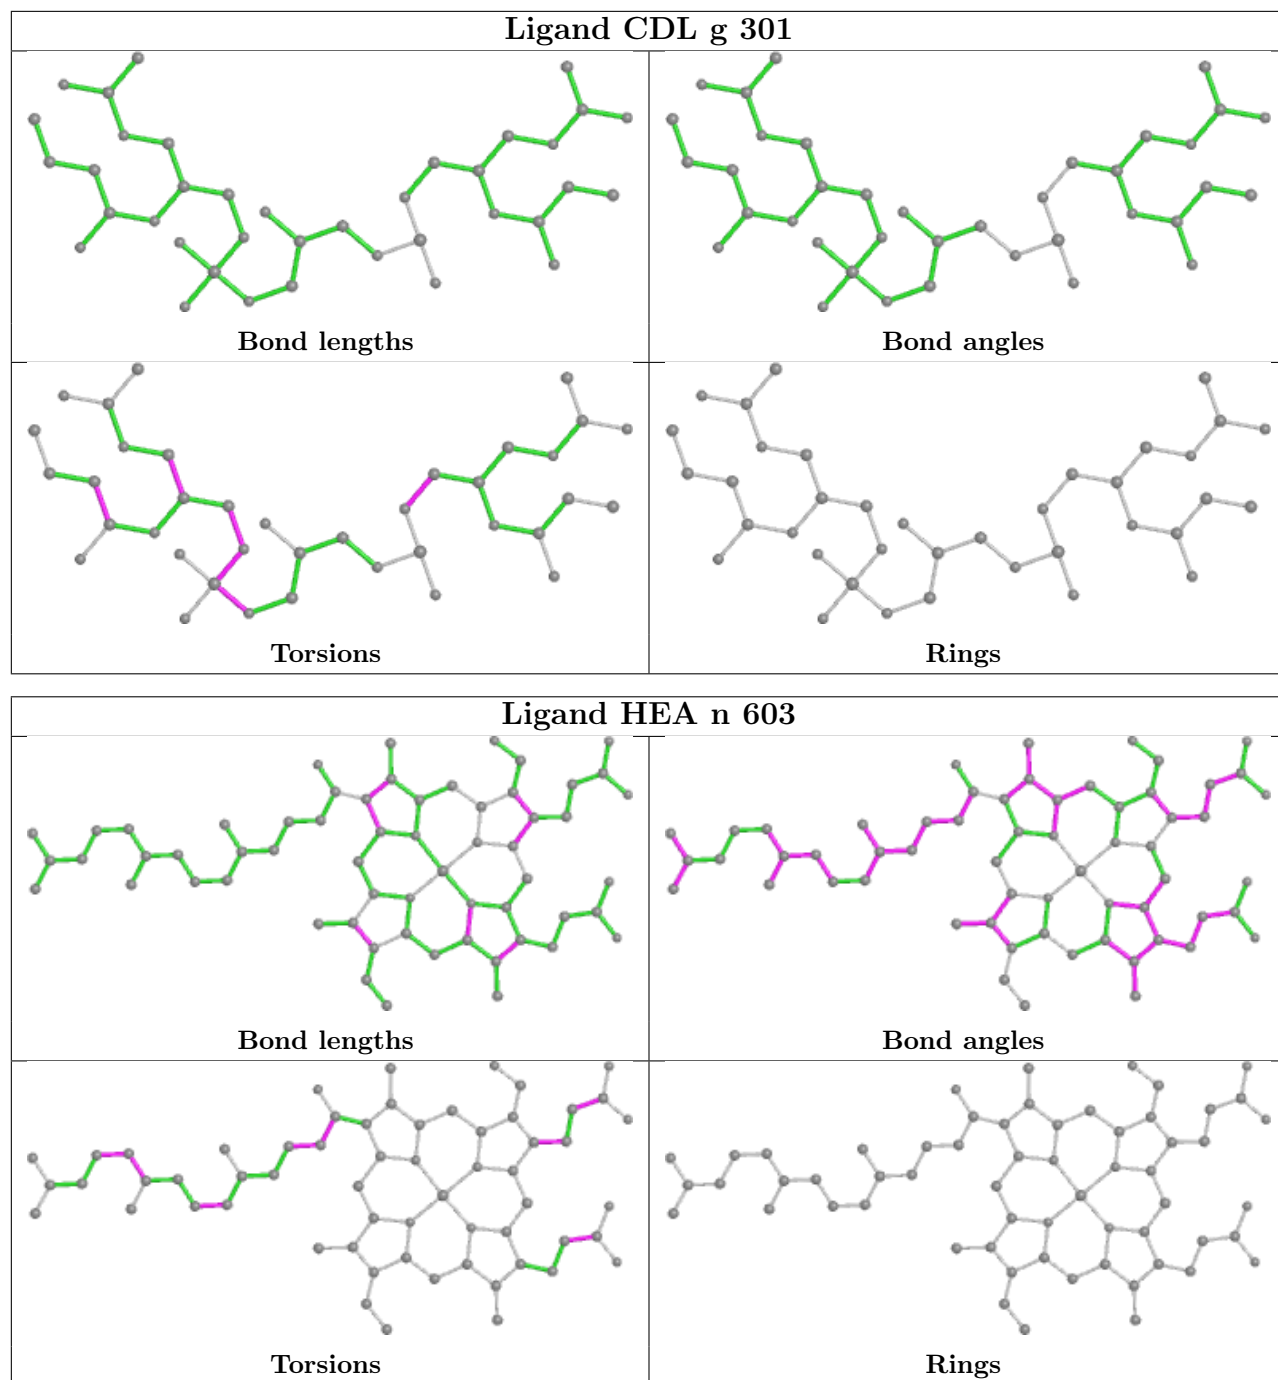 Ligand CDL g 301
Bond lengths
Bond angles
Torsions
Rings
Ligand HEA n 603
Bond lengths
Bond angles
Torsions
Rings